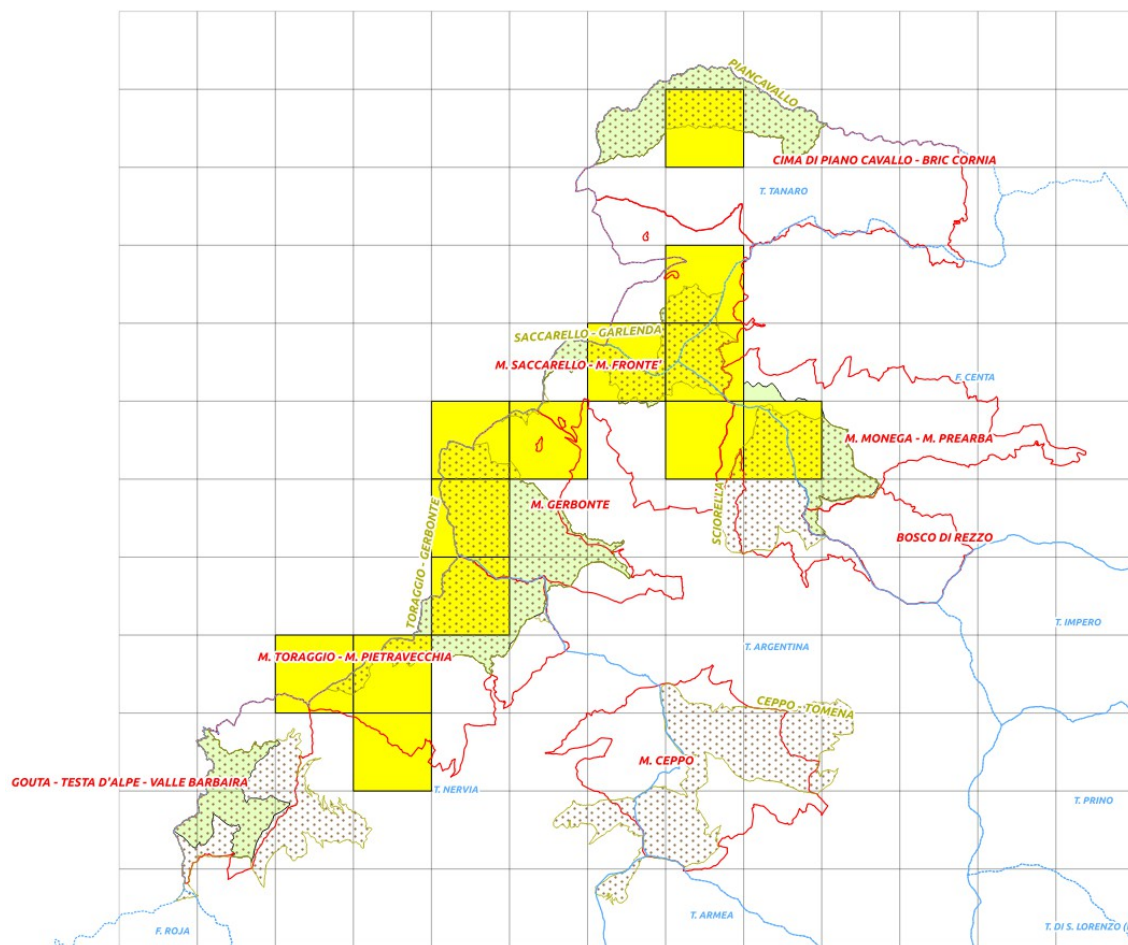 PIANCAVALLO
CIMA DI PIANO CAVALLO - BRIC CORNIA
T. TANARO
SACCARELLO - GARLENDA
M. SACCARELLO - M. FRONTE'
F. CENTA
M. MONEGA - M. PREARBA
M. GERBONTE
SCIORELLA
BOSCO DI REZZO
TORAGGIO - GERBONTE
T. IMPERO
T. ARGENTINA
M. TORAGGIO - M. PIETRAVECCHIA
CEPPO - TOMENA
M. CEPPO
GOUTA - TESTA D'ALPE - VALLE BARBAIRA
T. NERVIA
T. PRINO
T. ARMEA
T. DI S. LORENZO (
F. ROJA